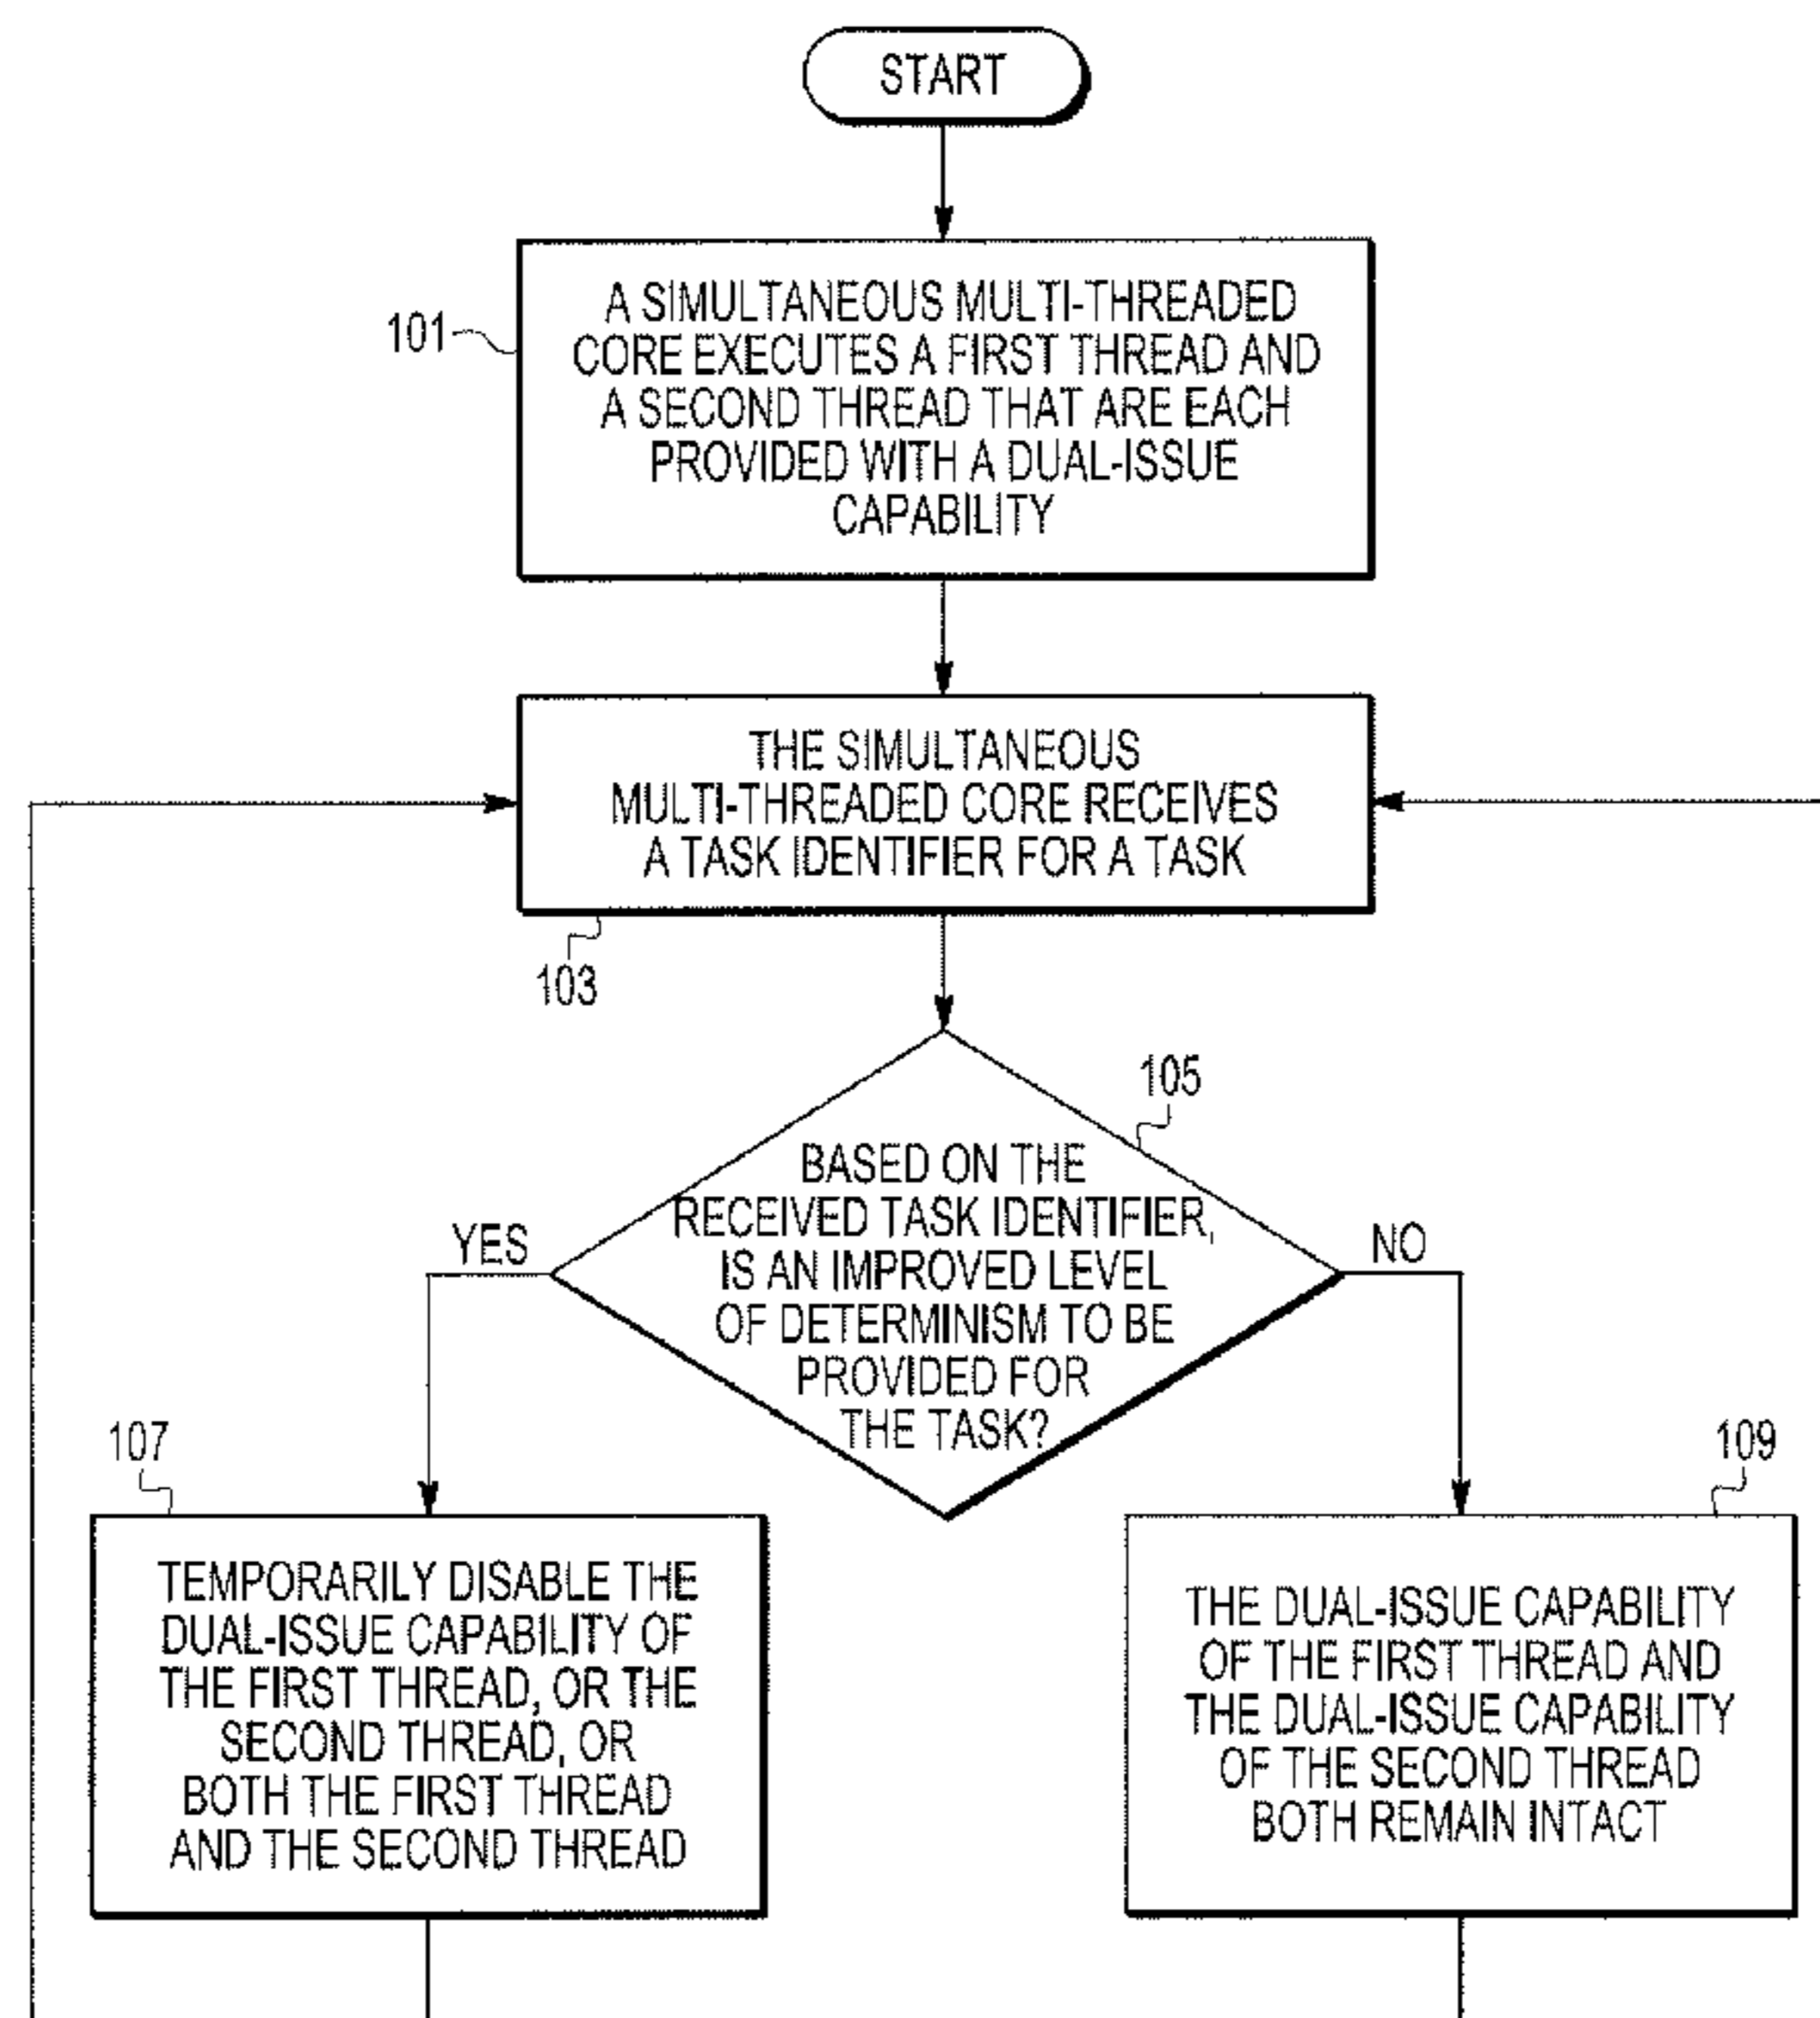 START
101
A SIMULTANEOUS MULTI-THREADED
CORE EXECUTES A FIRST THREAD AND
A SECOND THREAD THAT ARE EACH
PROVIDED WITH A DUAL-ISSUE
CAPABILITY
THE SIMULTANEOUS
MULTI-THREADED CORE RECEIVES
A TASK IDENTIFIER FOR A TASK
103
105
BASED ON THE
RECEIVED TASK IDENTIFIER,
IS AN IMPROVED LEVEL
OF DETERMINISM TO BE
PROVIDED FOR
THE TASK?
YES
NO
107
TEMPORARILY DISABLE THE
DUAL-ISSUE CAPABILITY OF
THE FIRST THREAD, OR THE
SECOND THREAD, OR
BOTH THE FIRST THREAD
AND THE SECOND THREAD
109
THE DUAL-ISSUE CAPABILITY
OF THE FIRST THREAD AND
THE DUAL-ISSUE CAPABILITY
OF THE SECOND THREAD
BOTH REMAIN INTACT